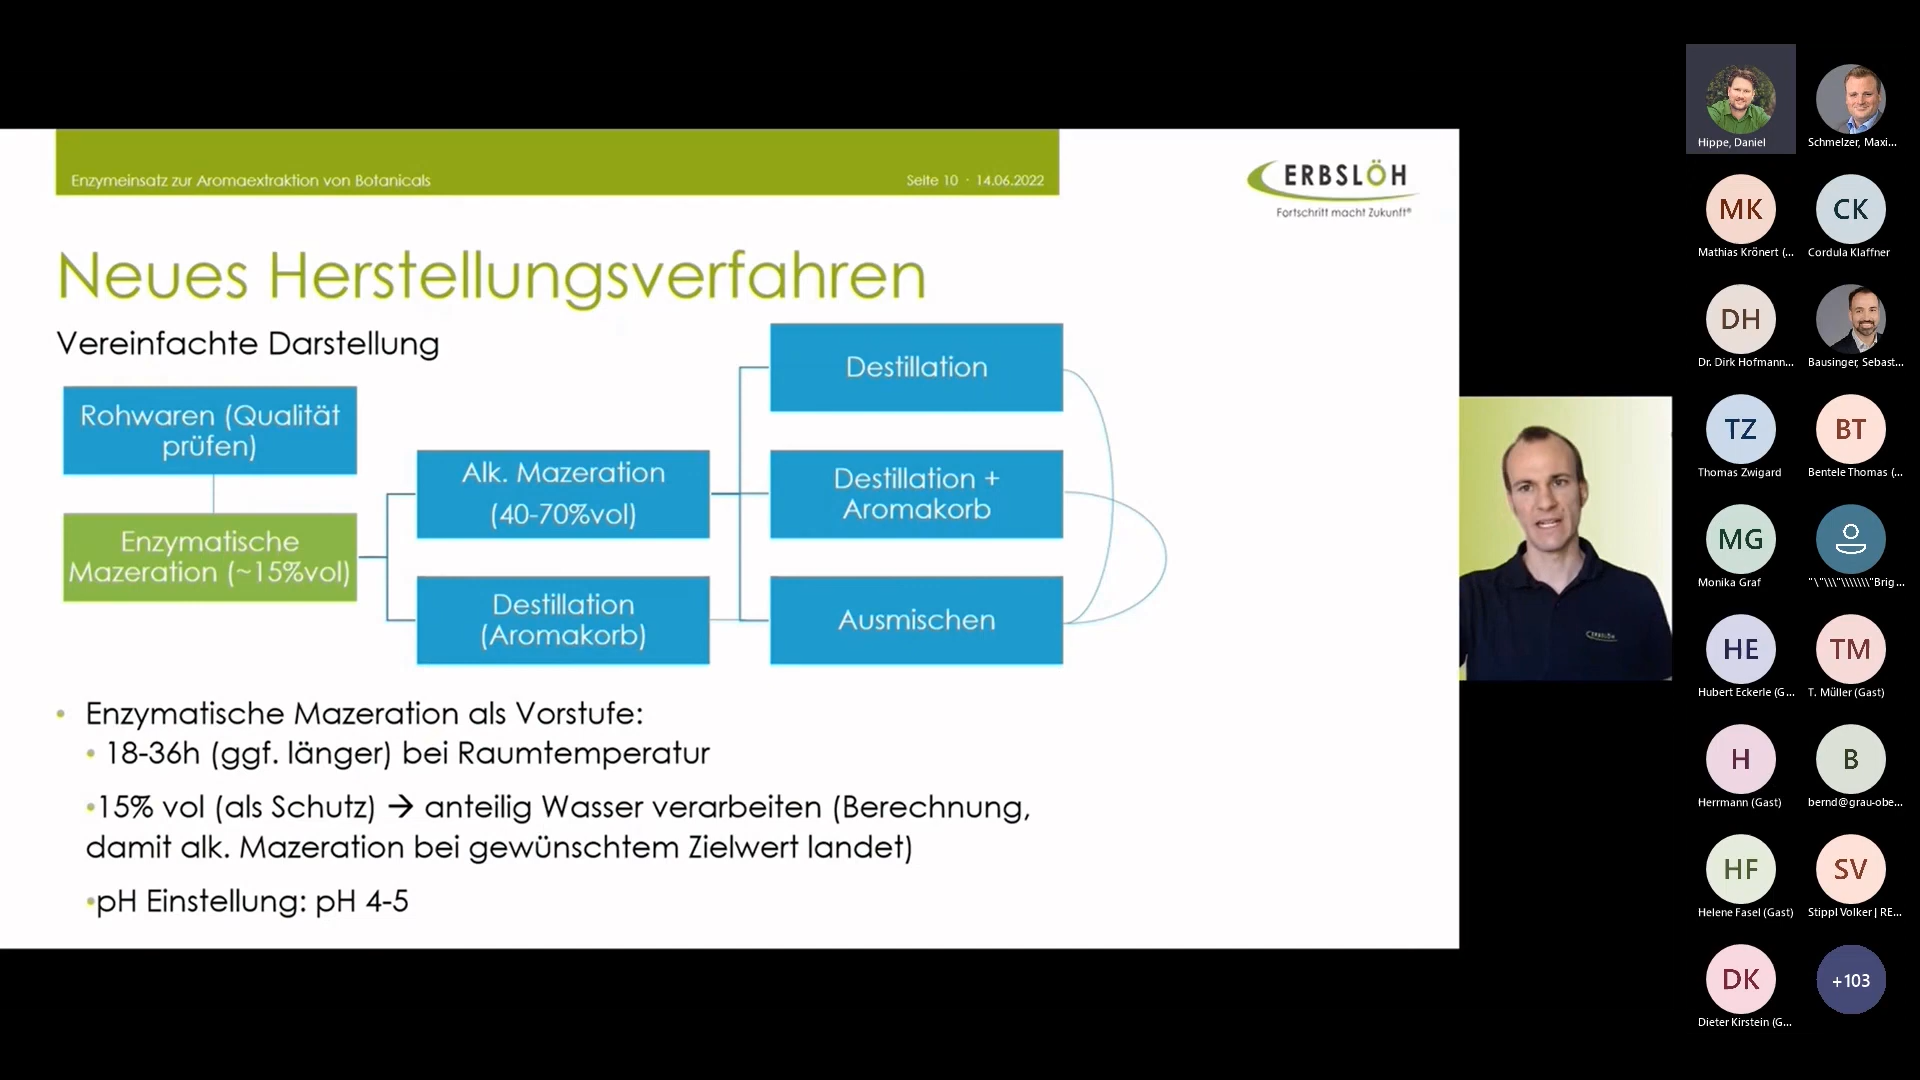 Enzymeinsatz zur Aromaextraktion von Botanicals
Seite 10 · 14.06.2022
ERBSLÖH
Fortschritt macht Zukunft®
Neues Herstellungsverfahren
Vereinfachte Darstellung
Rohwaren (Qualität
prüfen)
Enzymatische
Mazeration (~15%vol)
Alk. Mazeration
(40-70%vol)
Destillation
(Aromakorb)
Destillation
Destillation +
Aromakorb
Ausmischen
• Enzymatische Mazeration als Vorstufe:
• 18-36h (ggf. länger) bei Raumtemperatur
•15% vol (als Schutz) → anteilig Wasser verarbeiten (Berechnung,
damit alk. Mazeration bei gewünschtem Zielwert landet)
•pH Einstellung: pH 4-5
ERBSLÖH
Hippe, Daniel
Schmelzer, Maxi...
MK
Mathias Krönert (...
CK
Cordula Klaffner
DH
Dr. Dirk Hofmann...
Bausinger, Sebast...
TZ
Thomas Zwigard
BT
Bentele Thomas (...
MG
Monika Graf
"\"\\\"\\\\\\"Brig...
HE
Hubert Eckerle (G...
TM
T. Müller (Gast)
H
Herrmann (Gast)
B
bernd@grau-obe...
HF
Helene Fasel (Gast)
SV
Stippl Volker | RE...
DK
Dieter Kirstein (G...
+103